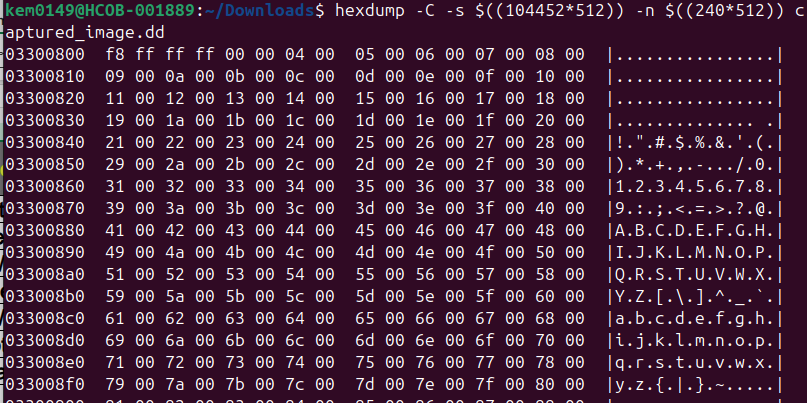 kem0149@HCOB-001889:~/Downloads$ hexdump -C -s $((104452*512)) -n $((240*512)) c
aptured_image.dd
03300800  f8 ff ff ff 00 00 04 00  05 00 06 00 07 00 08 00  |................|
03300810  09 00 0a 00 0b 00 0c 00  0d 00 0e 00 0f 00 10 00  |................|
03300820  11 00 12 00 13 00 14 00  15 00 16 00 17 00 18 00  |................|
03300830  19 00 1a 00 1b 00 1c 00  1d 00 1e 00 1f 00 20 00  |.............. .|
03300840  21 00 22 00 23 00 24 00  25 00 26 00 27 00 28 00  |!.".#.$.%.&.'.(.|
03300850  29 00 2a 00 2b 00 2c 00  2d 00 2e 00 2f 00 30 00  |).*.+.,.-.../.0.|
03300860  31 00 32 00 33 00 34 00  35 00 36 00 37 00 38 00  |1.2.3.4.5.6.7.8.|
03300870  39 00 3a 00 3b 00 3c 00  3d 00 3e 00 3f 00 40 00  |9.:.;.<.=.>.?.@.|
03300880  41 00 42 00 43 00 44 00  45 00 46 00 47 00 48 00  |A.B.C.D.E.F.G.H.|
03300890  49 00 4a 00 4b 00 4c 00  4d 00 4e 00 4f 00 50 00  |I.J.K.L.M.N.O.P.|
033008a0  51 00 52 00 53 00 54 00  55 00 56 00 57 00 58 00  |Q.R.S.T.U.V.W.X.|
033008b0  59 00 5a 00 5b 00 5c 00  5d 00 5e 00 5f 00 60 00  |Y.Z.[.\.].^._.`.|
033008c0  61 00 62 00 63 00 64 00  65 00 66 00 67 00 68 00  |a.b.c.d.e.f.g.h.|
033008d0  69 00 6a 00 6b 00 6c 00  6d 00 6e 00 6f 00 70 00  |i.j.k.l.m.n.o.p.|
033008e0  71 00 72 00 73 00 74 00  75 00 76 00 77 00 78 00  |q.r.s.t.u.v.w.x.|
033008f0  79 00 7a 00 7b 00 7c 00  7d 00 7e 00 7f 00 80 00  |y.z.{.|.}.~.....|